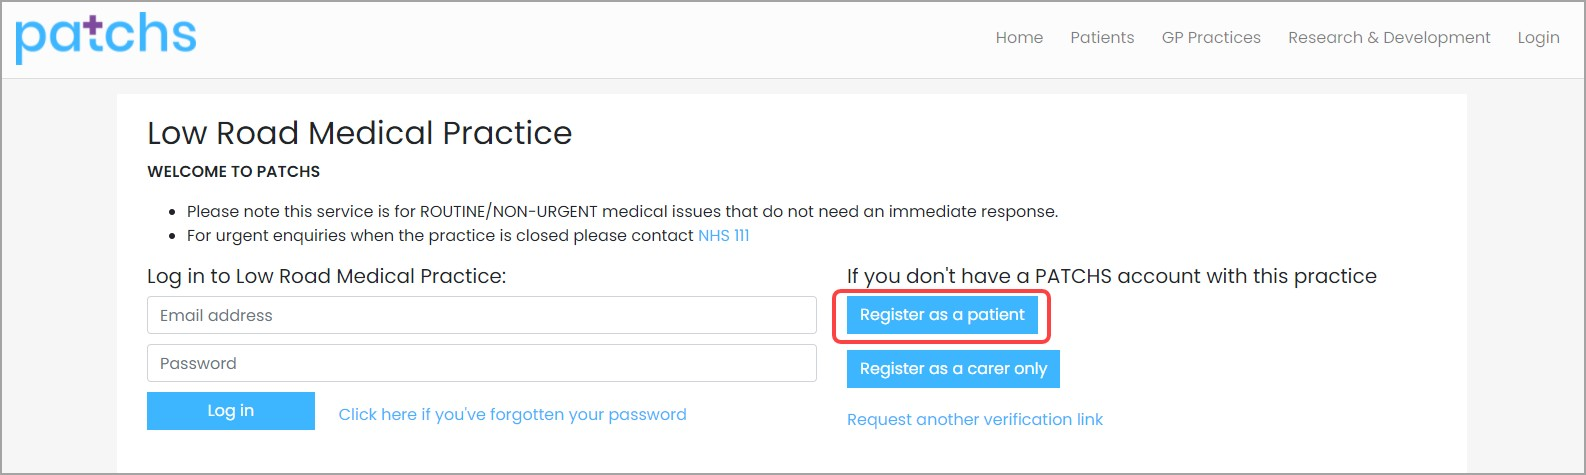 patchs
Home Patients GP Practices Research & Development Login
Low Road Medical Practice
WELCOME TO PATCHS
• Please note this service is for ROUTINE/NON-URGENT medical issues that do not need an immediate response.
• For urgent enquiries when the practice is closed please contact NHS 111
Log in to Low Road Medical Practice:
Email address
Password
Log in Click here if you've forgotten your password
If you don't have a PATCHS account with this practice
Register as a patient
Register as a carer only
Request another verification link